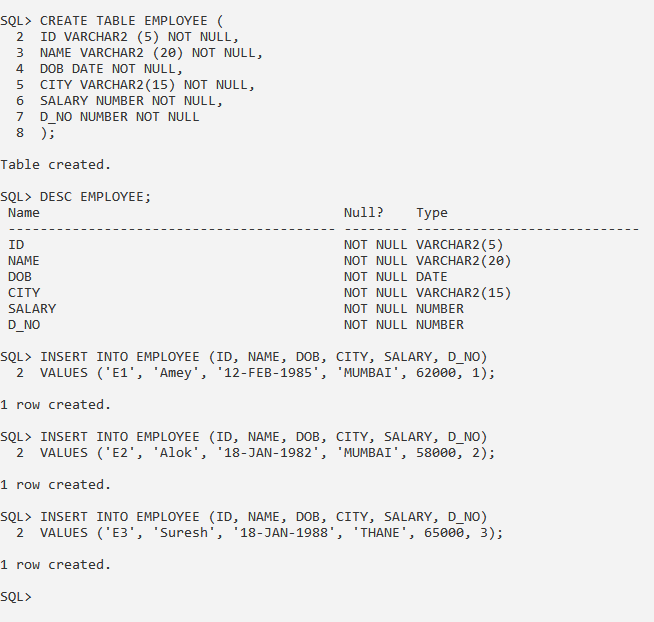 SQL> CREATE TABLE EMPLOYEE (
  2  ID VARCHAR2 (5) NOT NULL,
  3  NAME VARCHAR2 (20) NOT NULL,
  4  DOB DATE NOT NULL,
  5  CITY VARCHAR2(15) NOT NULL,
  6  SALARY NUMBER NOT NULL,
  7  D_NO NUMBER NOT NULL
  8  );
Table created.
SQL> DESC EMPLOYEE;
 Name                                      Null?    Type
 ----------------------------------------- -------- ----------------------------
 ID                                        NOT NULL VARCHAR2(5)
 NAME                                      NOT NULL VARCHAR2(20)
 DOB                                       NOT NULL DATE
 CITY                                      NOT NULL VARCHAR2(15)
 SALARY                                    NOT NULL NUMBER
 D_NO                                      NOT NULL NUMBER
SQL> INSERT INTO EMPLOYEE (ID, NAME, DOB, CITY, SALARY, D_NO)
  2  VALUES ('E1', 'Amey', '12-FEB-1985', 'MUMBAI', 62000, 1);
1 row created.
SQL> INSERT INTO EMPLOYEE (ID, NAME, DOB, CITY, SALARY, D_NO)
  2  VALUES ('E2', 'Alok', '18-JAN-1982', 'MUMBAI', 58000, 2);
1 row created.
SQL> INSERT INTO EMPLOYEE (ID, NAME, DOB, CITY, SALARY, D_NO)
  2  VALUES ('E3', 'Suresh', '18-JAN-1988', 'THANE', 65000, 3);
1 row created.
SQL>